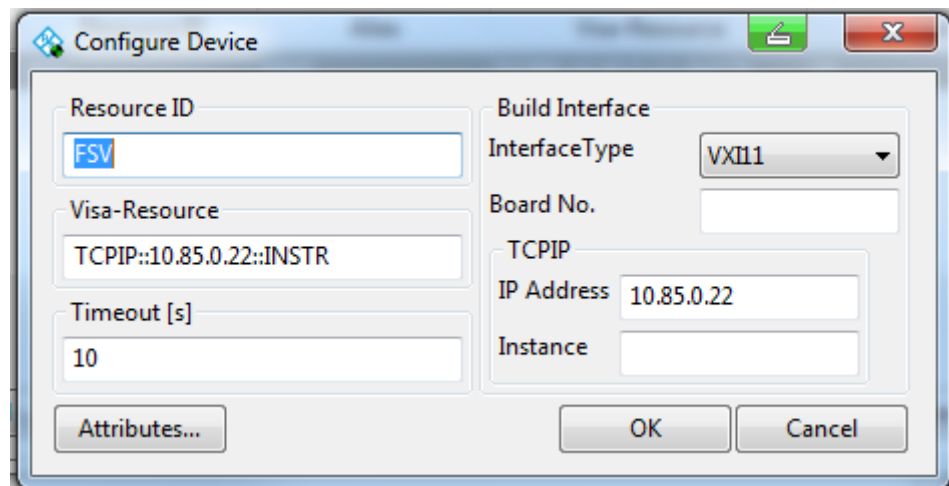 Configure Device
Resource ID
FSV
Visa-Resource
TCPIP::10.85.0.22::INSTR
Timeout [s]
10
Attributes...
Build Interface
InterfaceType
VXI11
Board No.
TCPIP
IP Address
10.85.0.22
Instance
OK
Cancel